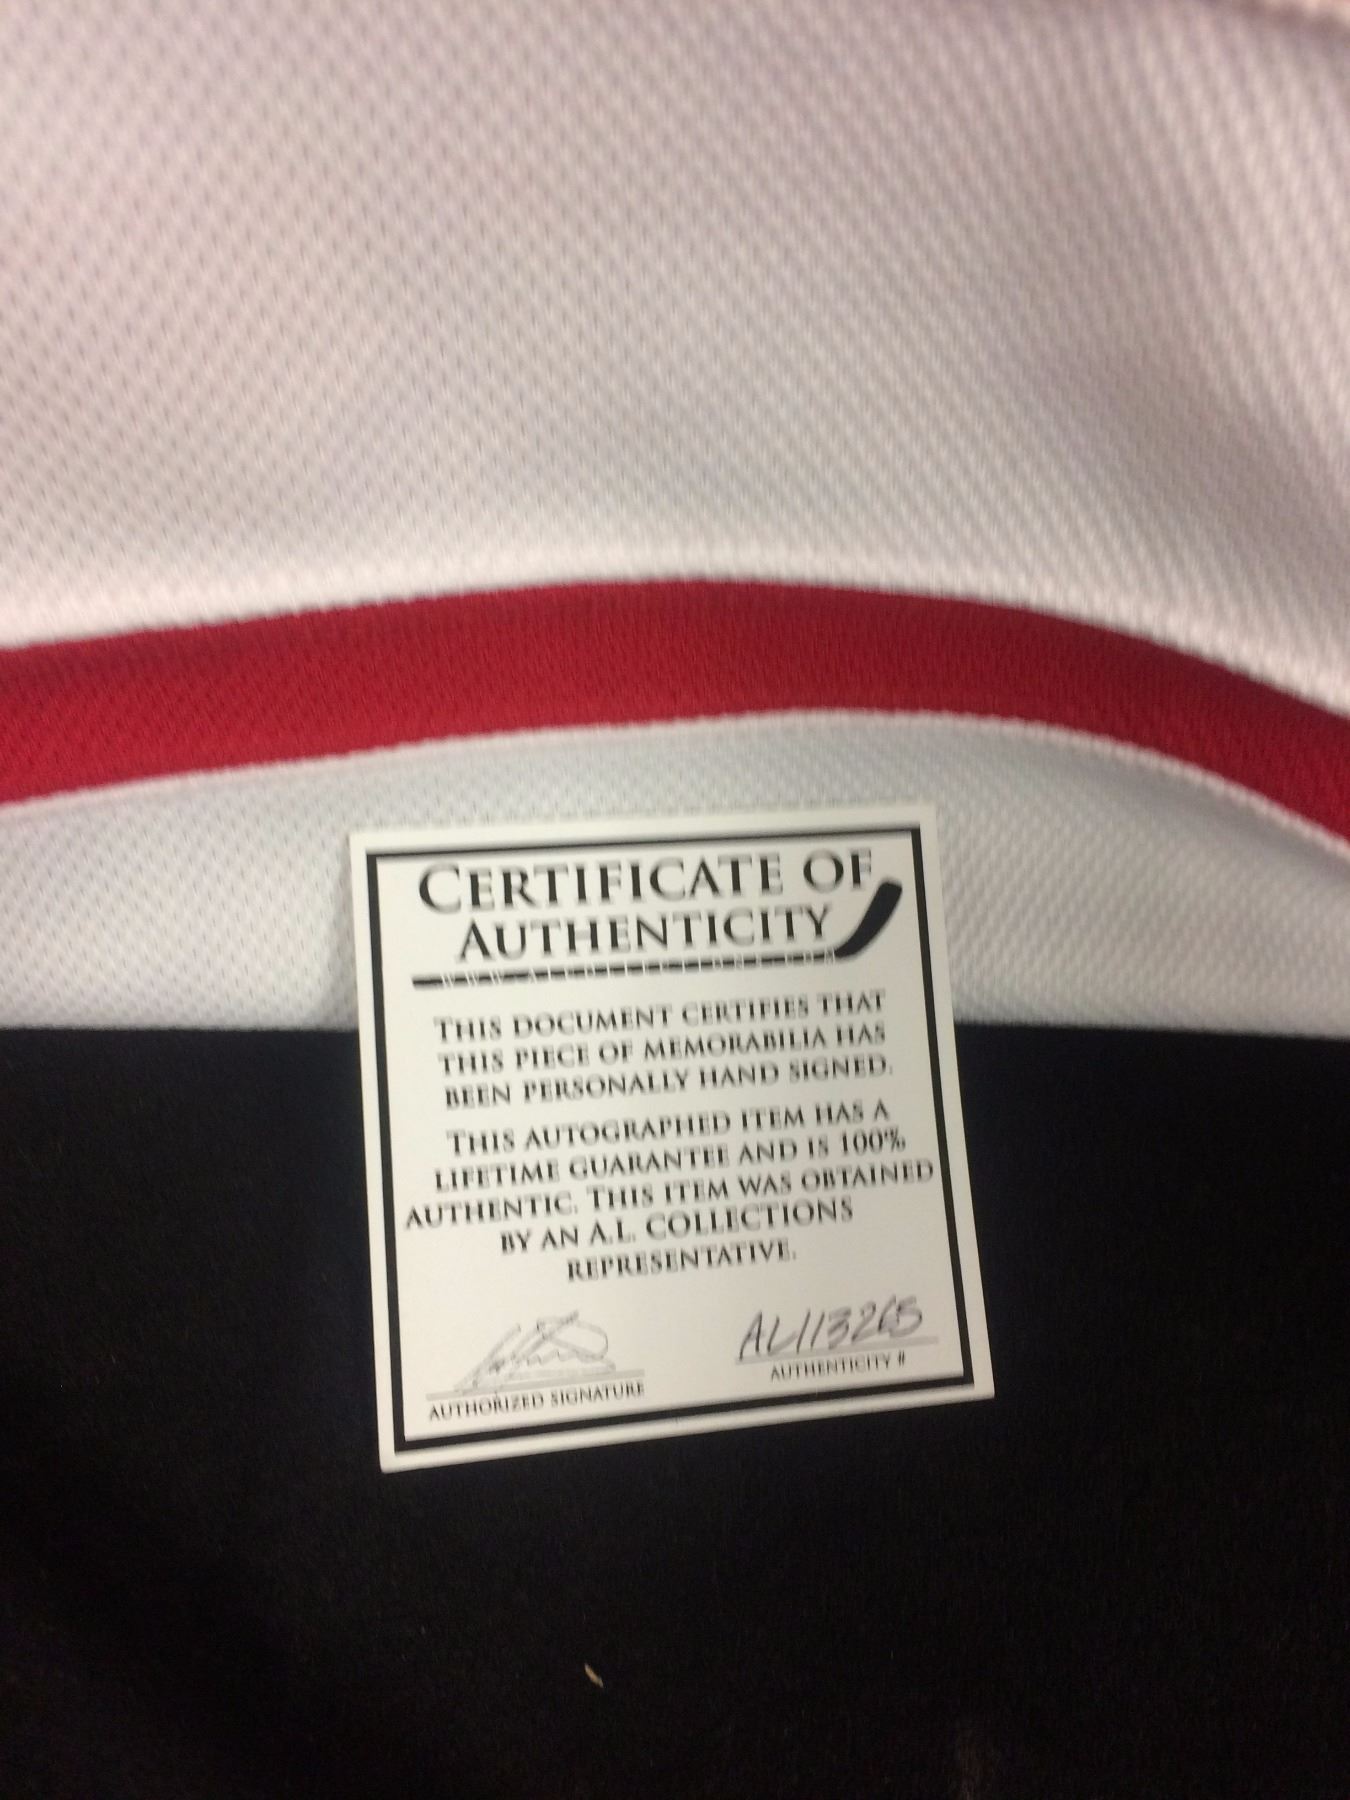 CERTIFICATE OF
AUTHENTICITY
THIS DOCUMENT CERTIFIES THAT
THIS PIECE OF MEMORABILIA HAS
BEEN PERSONALLY HAND SIGNED.
THIS AUTOGRAPHED ITEM HAS A
LIFETIME GUARANTEE AND IS 100%
AUTHENTIC. THIS ITEM WAS OBTAINED
BY AN A.L. COLLECTIONS
REPRESENTATIVE.
AL113265
AUTHORIZED SIGNATURE
AUTHENTICITY #